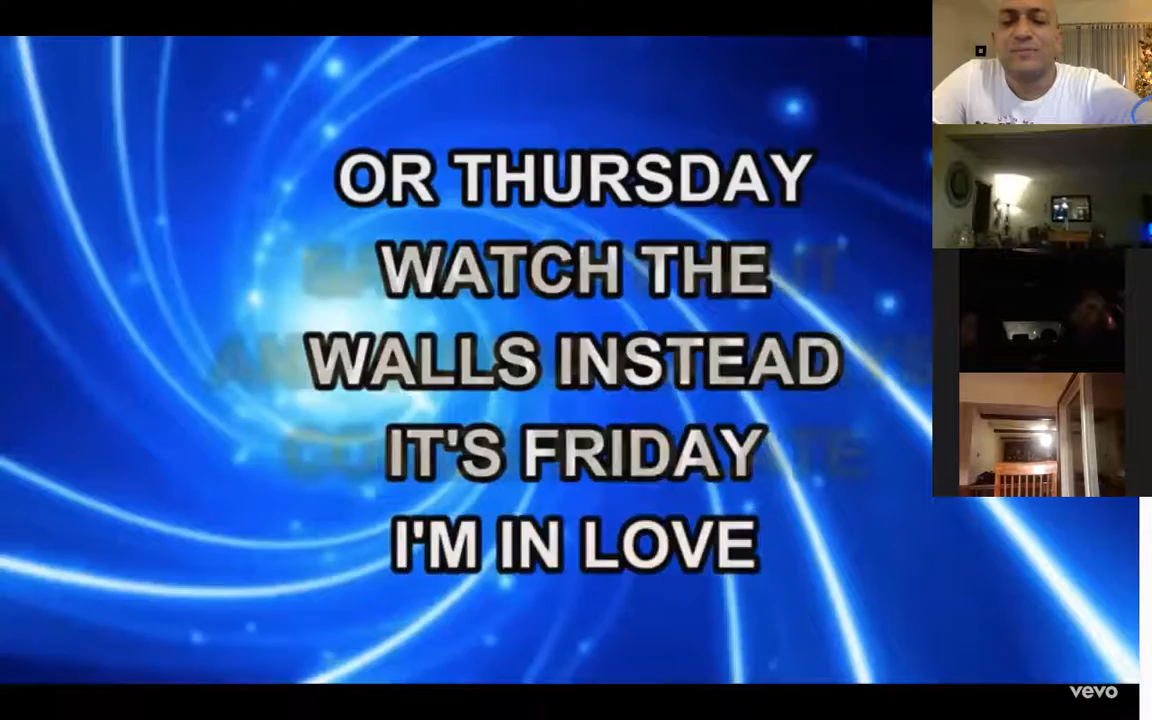 OR THURSDAY
WATCH THE
WALLS INSTEAD
IT'S FRIDAY
I'M IN LOVE
vevo